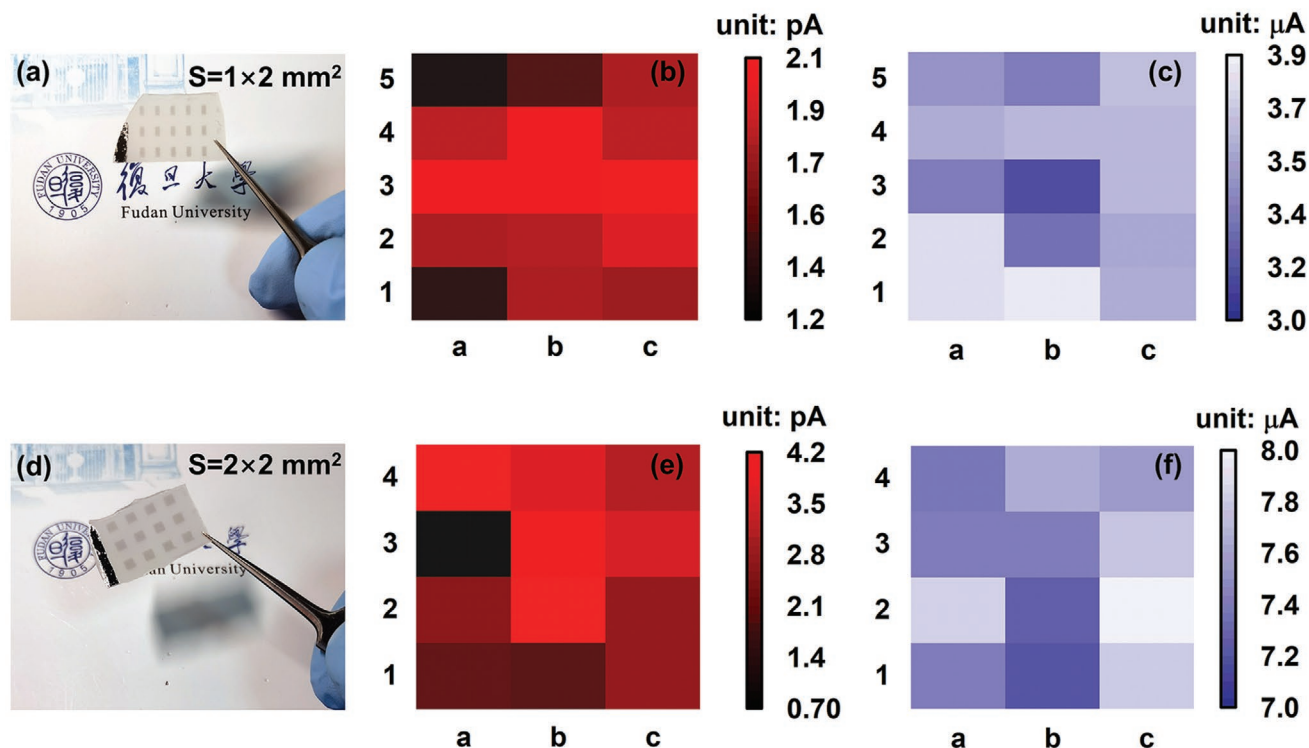 (a)
S=1×2 mm²
FUDAN UNIVERSITY
1905
復旦大學
Fudan University
unit: pA
(b)
5
4
3
2
1
a b c
2.1
1.9
1.7
1.6
1.4
1.2
unit: μA
(c)
5
4
3
2
1
a b c
3.9
3.7
3.5
3.4
3.2
3.0
(d)
S=2×2 mm²
1905
學
University
unit: pA
(e)
4
3
2
1
a b c
4.2
3.5
2.8
2.1
1.4
0.70
unit: μA
(f)
4
3
2
1
a b c
8.0
7.8
7.6
7.4
7.2
7.0